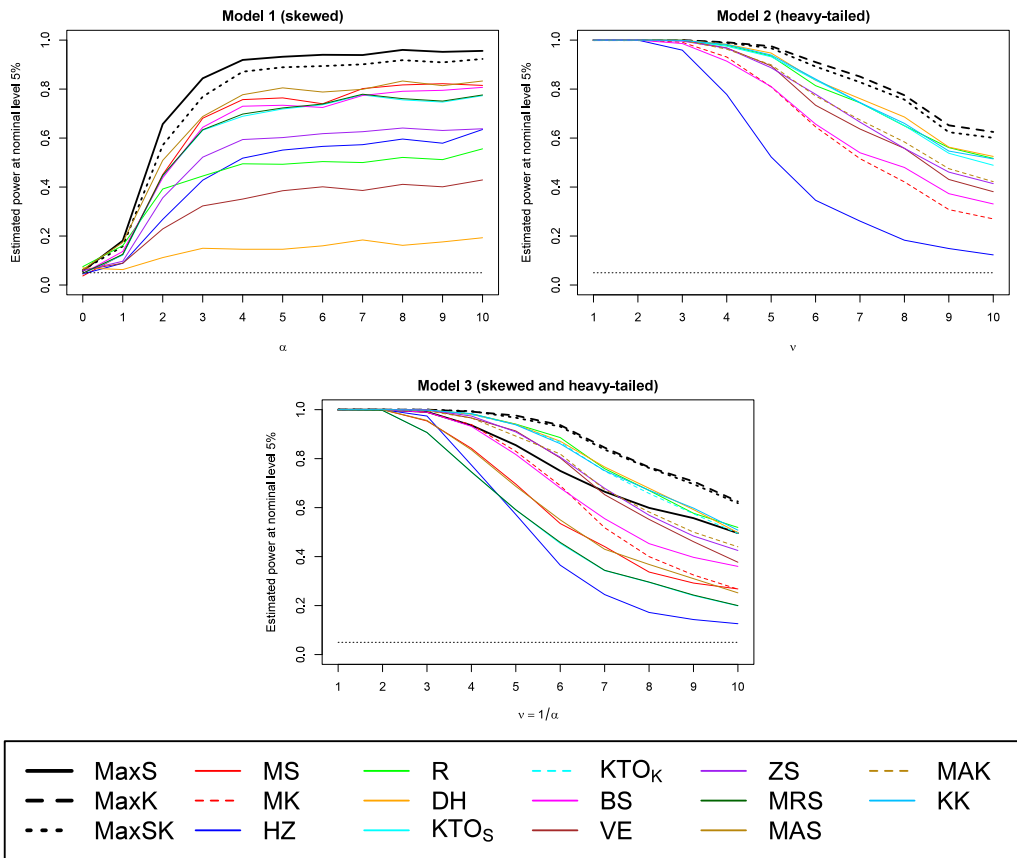 Model 1 (skewed)
Estimated power at nominal level 5%
1.0
0.8
0.6
0.4
0.2
0.0
0 1 2 3 4 5 6 7 8 9 10
α
Model 2 (heavy-tailed)
Estimated power at nominal level 5%
1.0
0.8
0.6
0.4
0.2
0.0
1 2 3 4 5 6 7 8 9 10
ν
Model 3 (skewed and heavy-tailed)
Estimated power at nominal level 5%
1.0
0.8
0.6
0.4
0.2
0.0
1 2 3 4 5 6 7 8 9 10
ν = 1/α
MaxS MS R KTO_K ZS MAK
MaxK MK DH BS MRS KK
MaxSK HZ KTO_S VE MAS